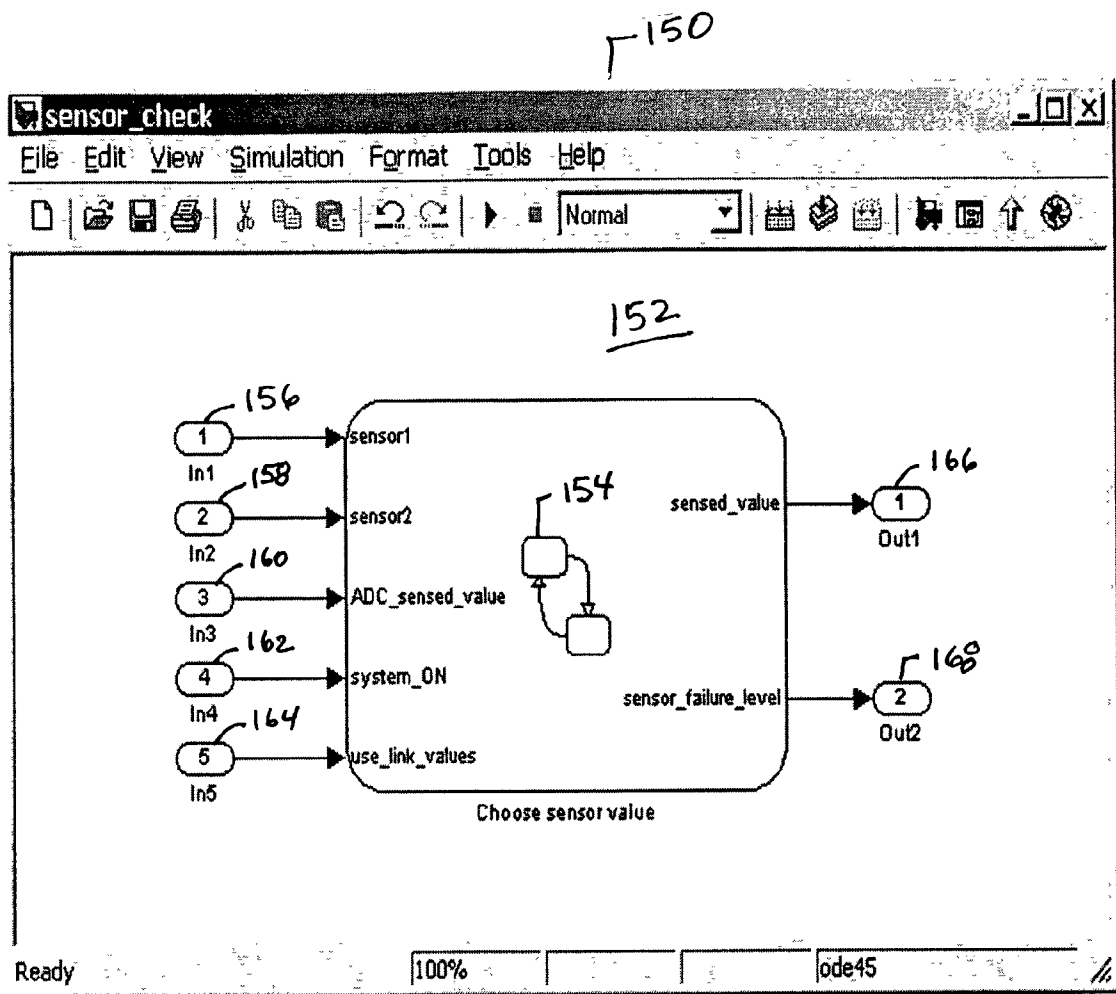 150
sensor_check
File Edit View Simulation Format Tools Help
Normal
152
156
1
sensor1
In1
158
2
sensor2
In2
160
3
ADC_sensed_value
In3
162
4
system_ON
In4
164
5
use_link_values
In5
154
sensed_value
166
1
Out1
sensor_failure_level
168
2
Out2
Choose sensor value
Ready 100% ode45